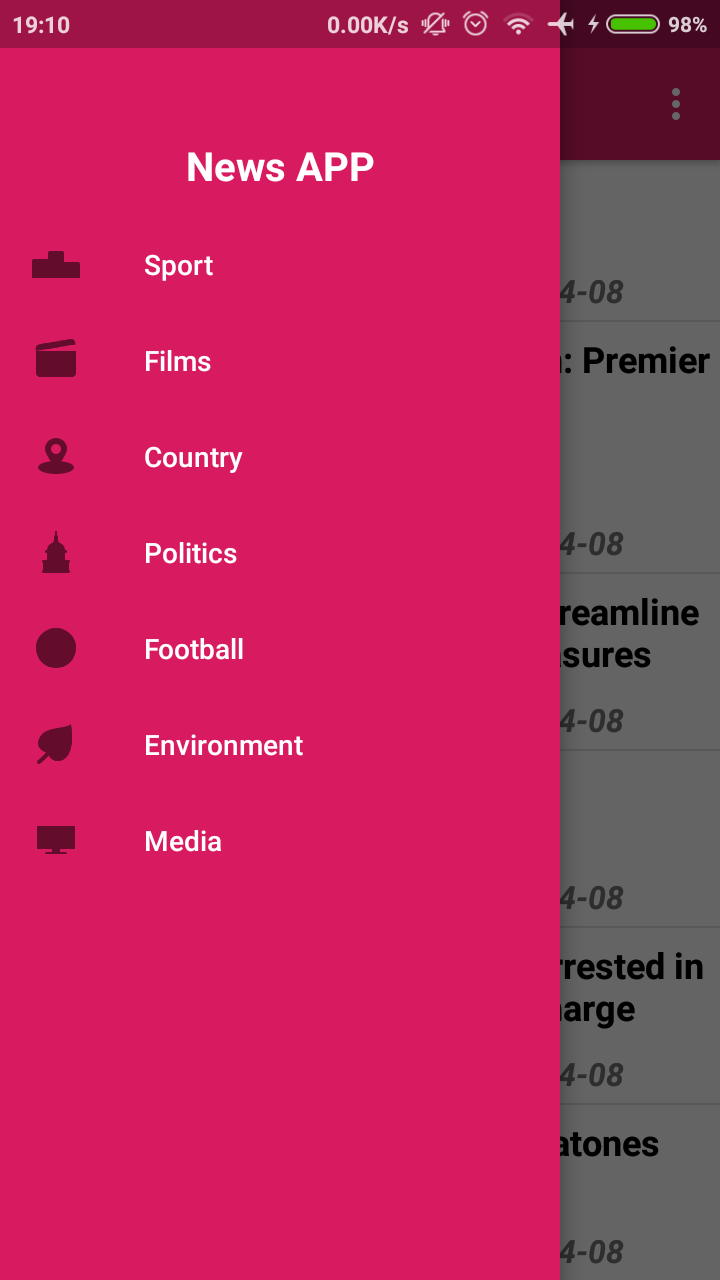 19:10 0.00K/s 98%
News APP
Sport
Films
Country
Politics
Football
Environment
Media
4-08
: Premier
4-08
reamline
sures
4-08
4-08
rrested in
arge
4-08
atones
4-08